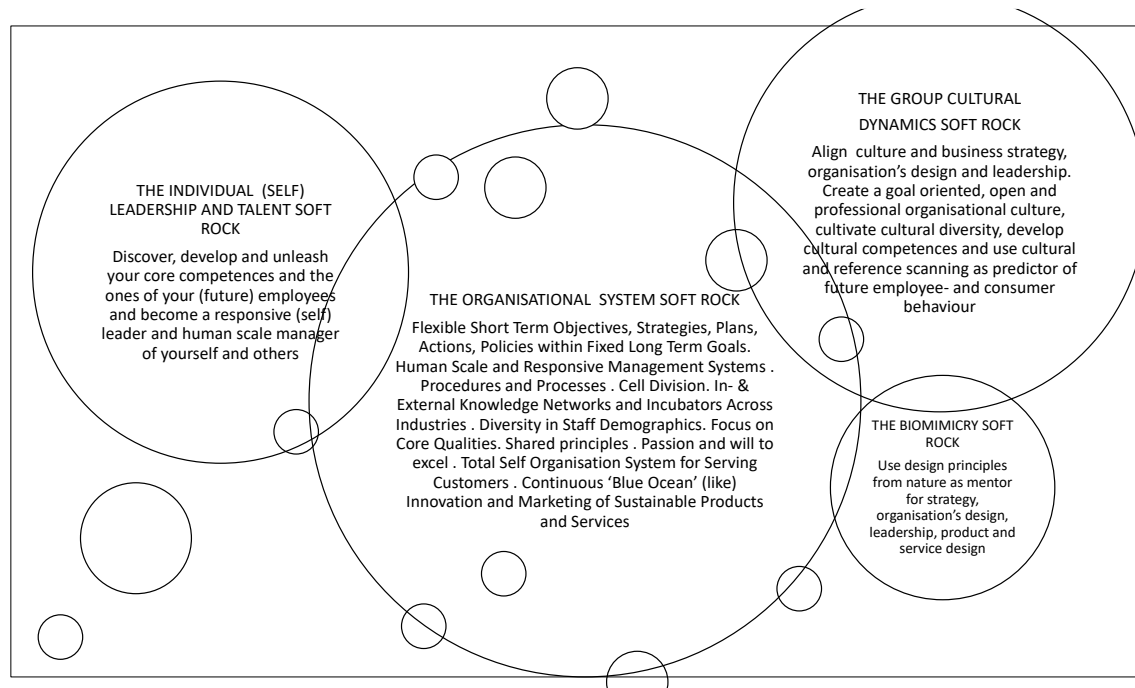 THE INDIVIDUAL (SELF)
LEADERSHIP AND TALENT SOFT
ROCK
Discover, develop and unleash
your core competences and the
ones of your (future) employees
and become a responsive (self)
leader and human scale manager
of yourself and others
THE ORGANISATIONAL SYSTEM SOFT ROCK
Flexible Short Term Objectives, Strategies, Plans,
Actions, Policies within Fixed Long Term Goals.
Human Scale and Responsive Management Systems .
Procedures and Processes . Cell Division. In- &
External Knowledge Networks and Incubators Across
Industries . Diversity in Staff Demographics. Focus on
Core Qualities. Shared principles . Passion and will to
excel . Total Self Organisation System for Serving
Customers . Continuous ‘Blue Ocean’ (like)
Innovation and Marketing of Sustainable Products
and Services
THE GROUP CULTURAL
DYNAMICS SOFT ROCK
Align culture and business strategy,
organisation’s design and leadership.
Create a goal oriented, open and
professional organisational culture,
cultivate cultural diversity, develop
cultural competences and use cultural
and reference scanning as predictor of
future employee- and consumer
behaviour
THE BIOMIMICRY SOFT
ROCK
Use design principles
from nature as mentor
for strategy,
organisation’s design,
leadership, product and
service design